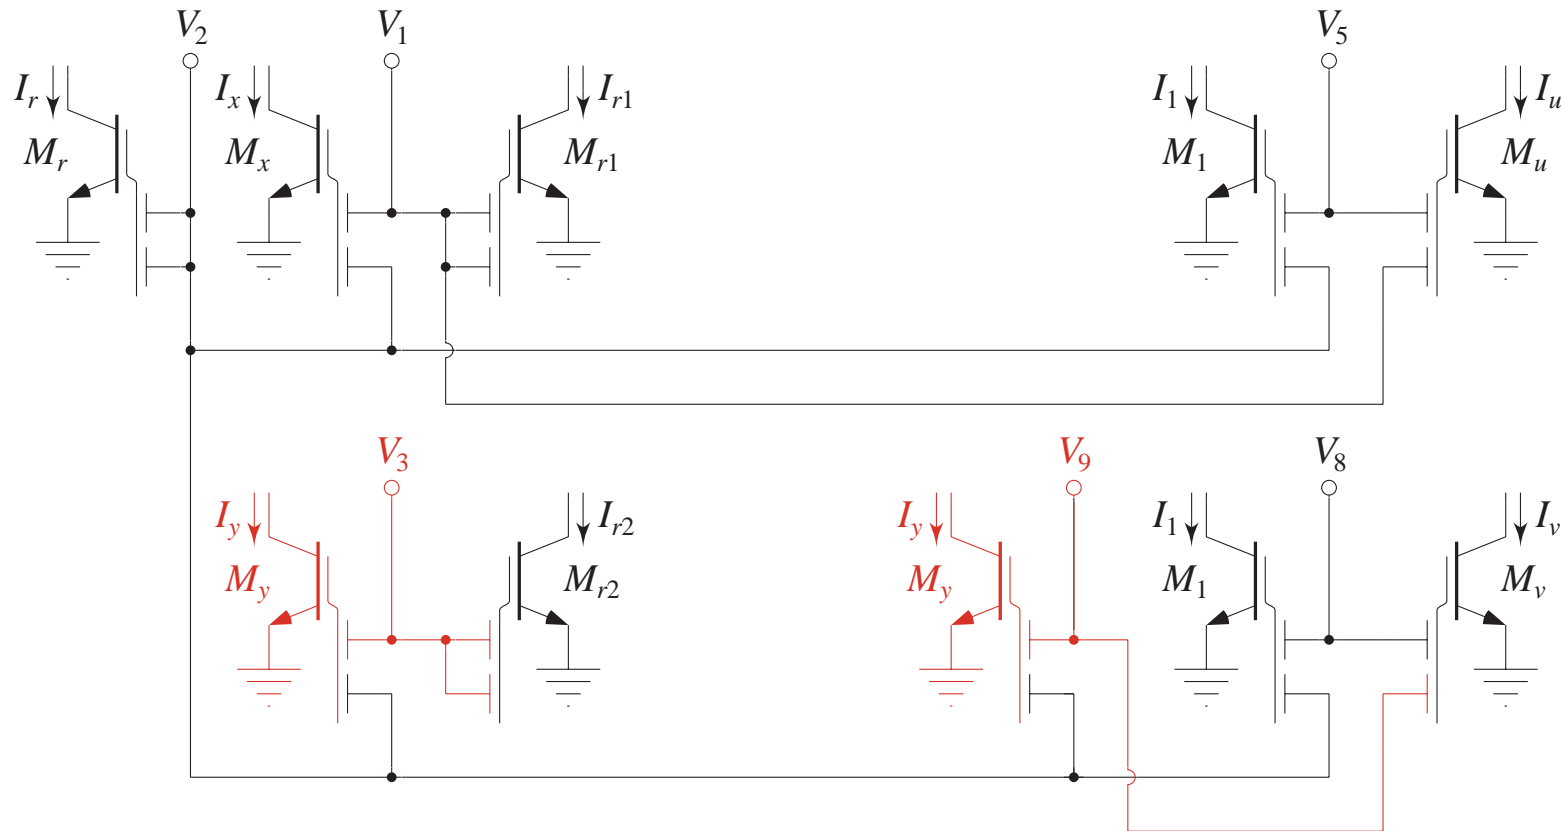 V2 V1 V5
Ir Ix Ir1 I1 Iu
Mr Mx Mr1 M1 Mu
V3 V9 V8
Iy Ir2 Iy I1 Iv
My Mr2 My M1 Mv